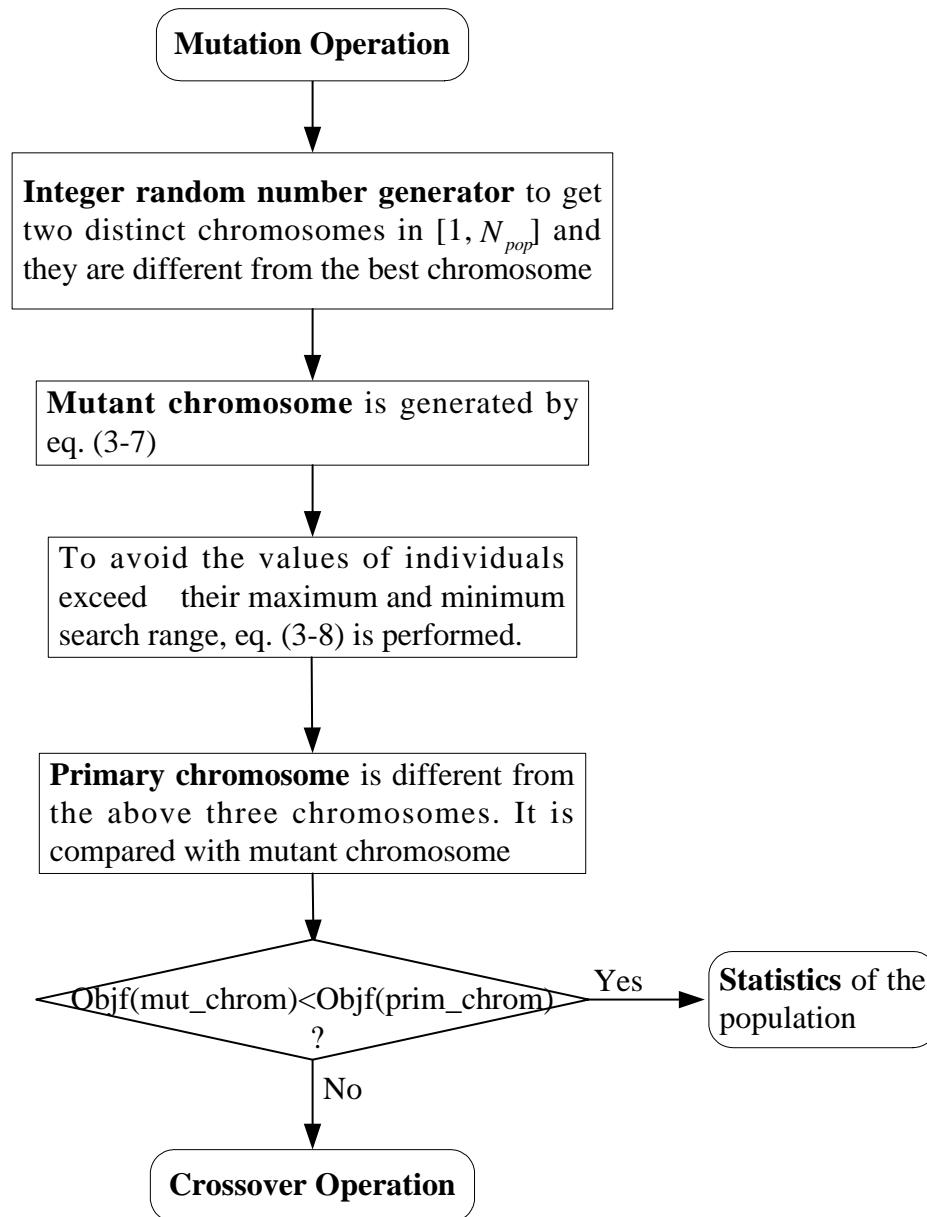 Mutation Operation
Integer random number generator to get
two distinct chromosomes in [1, N_pop] and
they are different from the best chromosome
Mutant chromosome is generated by
eq. (3-7)
To avoid the values of individuals
exceed their maximum and minimum
search range, eq. (3-8) is performed.
Primary chromosome is different from
the above three chromosomes. It is
compared with mutant chromosome
Objf(mut_chrom)<Objf(prim_chrom)
?
Yes
Statistics of the
population
No
Crossover Operation